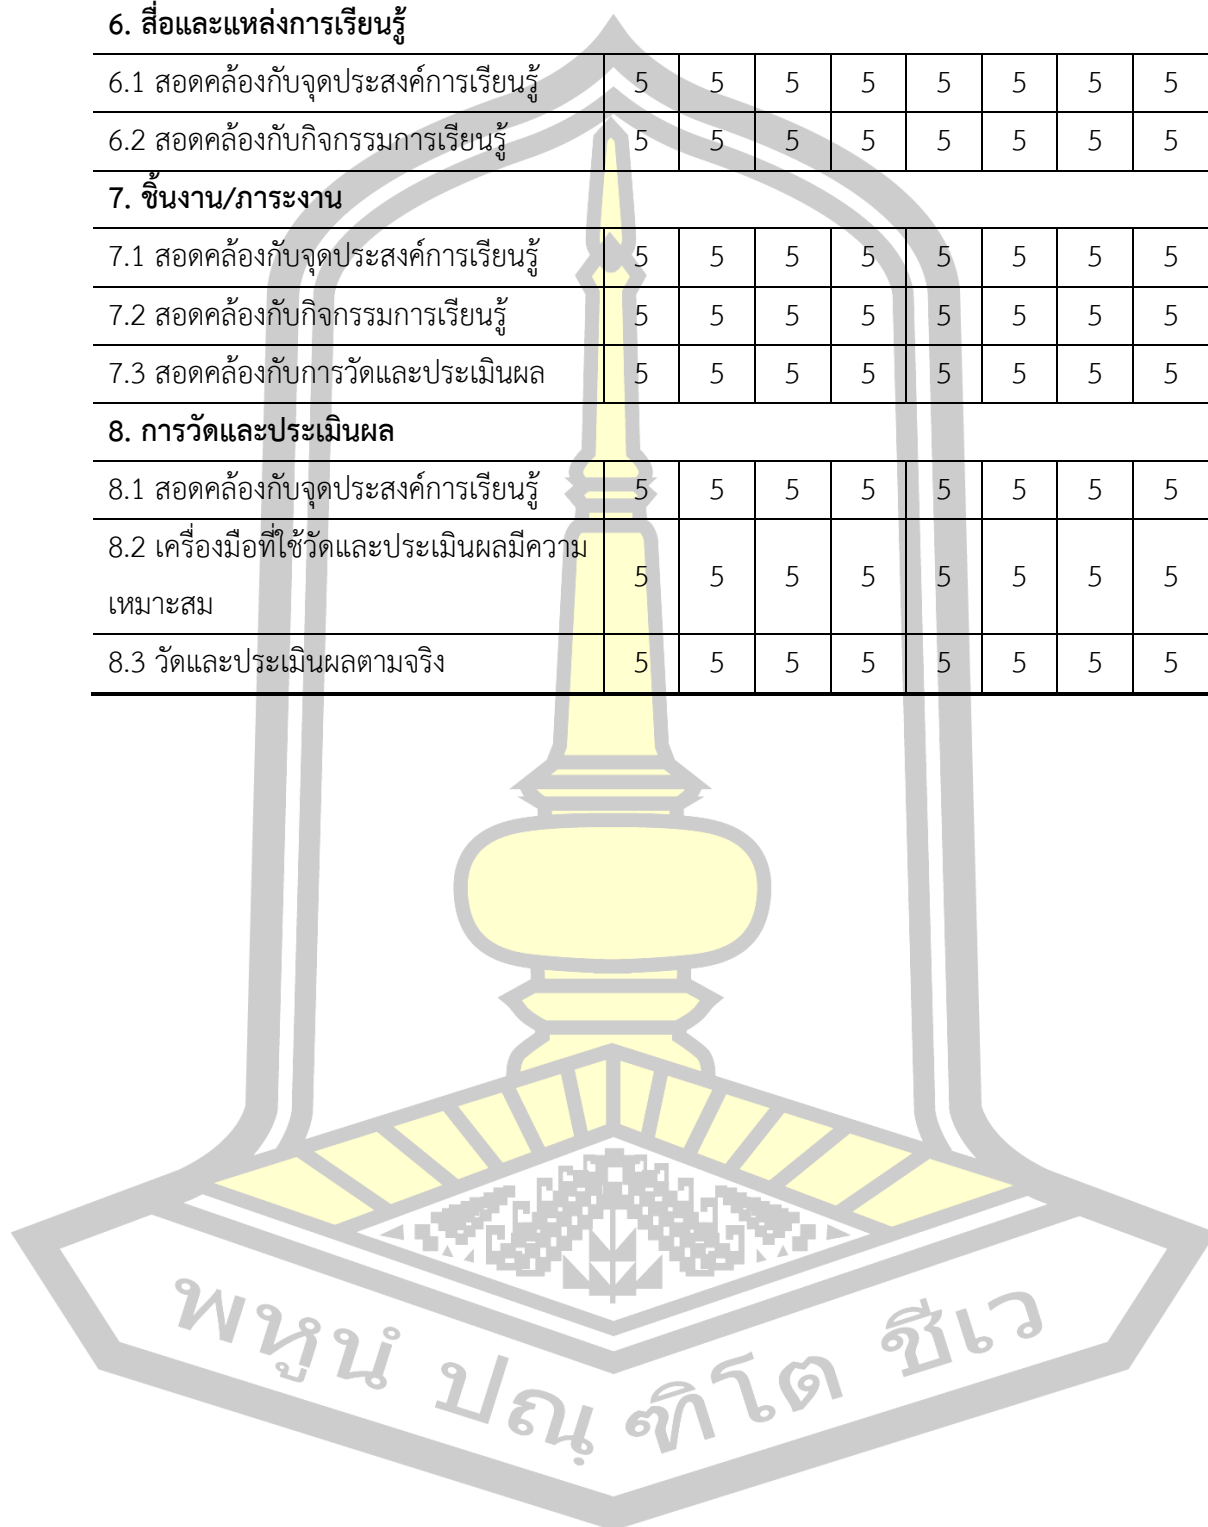 6. สื่อและแหล่งการเรียนรู้
6.1 สอดคล้องกับจุดประสงค์การเรียนรู้ 5 5 5 5 5 5 5 5
6.2 สอดคล้องกับกิจกรรมการเรียนรู้ 5 5 5 5 5 5 5 5
7. ชิ้นงาน/ภาระงาน
7.1 สอดคล้องกับจุดประสงค์การเรียนรู้ 5 5 5 5 5 5 5 5
7.2 สอดคล้องกับกิจกรรมการเรียนรู้ 5 5 5 5 5 5 5 5
7.3 สอดคล้องกับการวัดและประเมินผล 5 5 5 5 5 5 5 5
8. การวัดและประเมินผล
8.1 สอดคล้องกับจุดประสงค์การเรียนรู้ 5 5 5 5 5 5 5 5
8.2 เครื่องมือที่ใช้วัดและประเมินผลมีความ
เหมาะสม 5 5 5 5 5 5 5 5
8.3 วัดและประเมินผลตามจริง 5 5 5 5 5 5 5 5
พหูนํ ปณฺฑิโต ชีเว